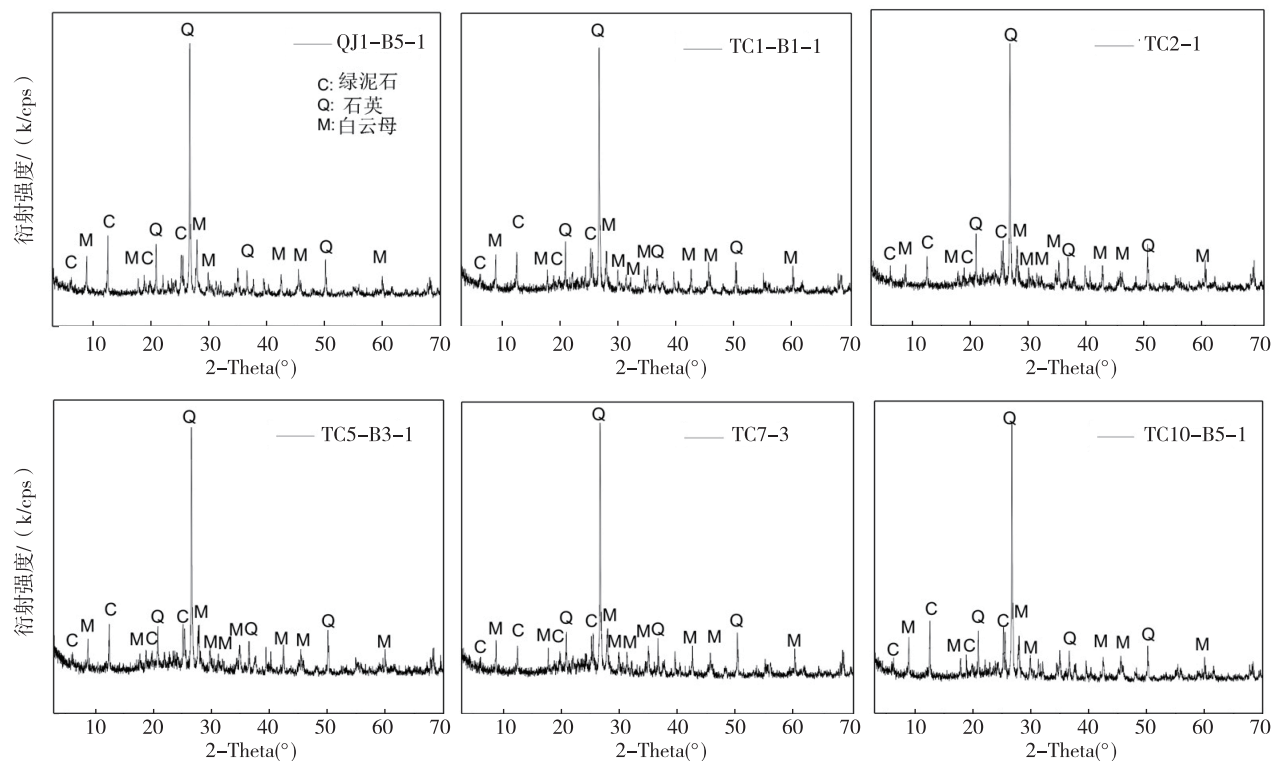 衍射强度/（k/cps）
Q
QJ1-B5-1
C: 绿泥石
Q: 石英
M: 白云母
C
M
C
M
C
Q
C
M
M
Q
M
M
Q
M
10 20 30 40 50 60 70
2-Theta(°)
Q
TC1-B1-1
C
M
C
M
C
Q
C
M
M
M
M
Q
M
M
Q
M
10 20 30 40 50 60 70
2-Theta(°)
Q
TC2-1
C
M
C
M
C
Q
C
M
M
M
M
Q
M
M
Q
M
10 20 30 40 50 60 70
2-Theta(°)
衍射强度/（k/cps）
Q
TC5-B3-1
C
M
C
M
C
Q
C
M
M
M
M
Q
M
M
Q
M
10 20 30 40 50 60 70
2-Theta(°)
Q
TC7-3
C
M
C
M
C
Q
C
M
M
M
M
Q
M
M
Q
M
10 20 30 40 50 60 70
2-Theta(°)
Q
TC10-B5-1
C
M
C
M
C
Q
C
M
M
Q
M
M
Q
M
10 20 30 40 50 60 70
2-Theta(°)